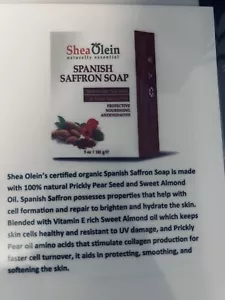 SheaOlein
naturally essential
SPANISH
SAFFRON SOAP
PROTECTIVE
NOURISHING
ANTIOXIDANTS
Shea Olein's certified organic Spanish Saffron Soap is made
with 100% natural Prickly Pear Seed and Sweet Almond
Oil. Spanish Saffron possesses properties that help with
cell formation and repair to brighten and hydrate the skin.
Blended with Vitamin E rich Sweet Almond oil which keeps
skin cells healthy and resistant to UV damage, and Prickly
Pear oil amino acids that stimulate collagen production for
faster cell turnover, it aids in protecting, smoothing, and
softening the skin.